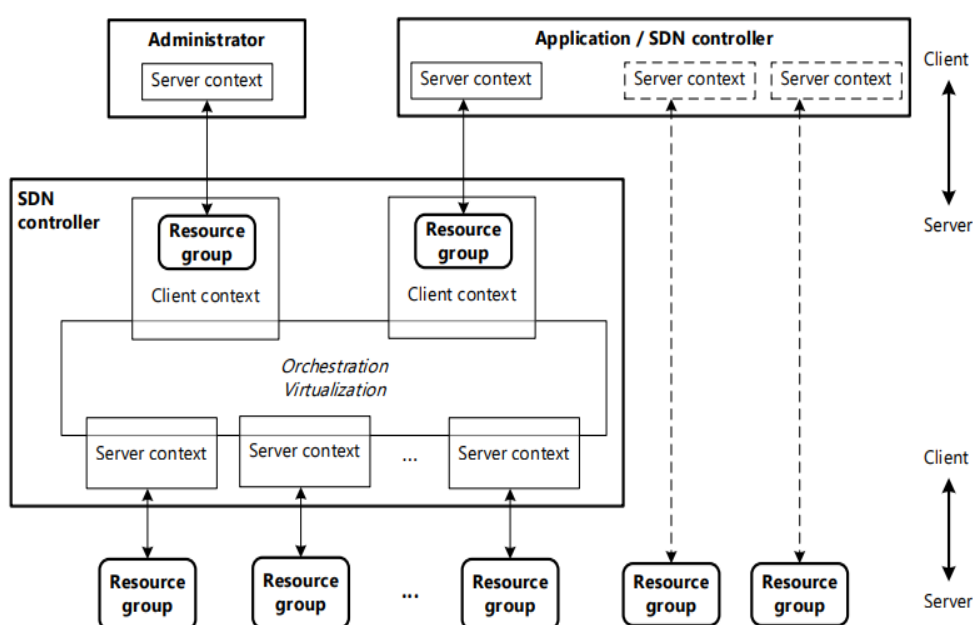 Administrator
Server context
Application / SDN controller
Server context
Server context
Server context
Client
Server
SDN
controller
Resource
group
Client context
Resource
group
Client context
Orchestration
Virtualization
Server context
Server context
...
Server context
Client
Server
Resource
group
Resource
group
...
Resource
group
Resource
group
Resource
group